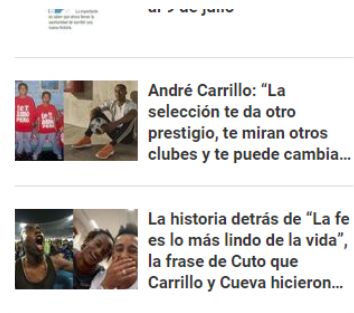 al 9 de julio
André Carrillo: “La
selección te da otro
prestigio, te miran otros
clubes y te puede cambia...
La historia detrás de “La fe
es lo más lindo de la vida”,
la frase de Cuto que
Carrillo y Cueva hicieron...